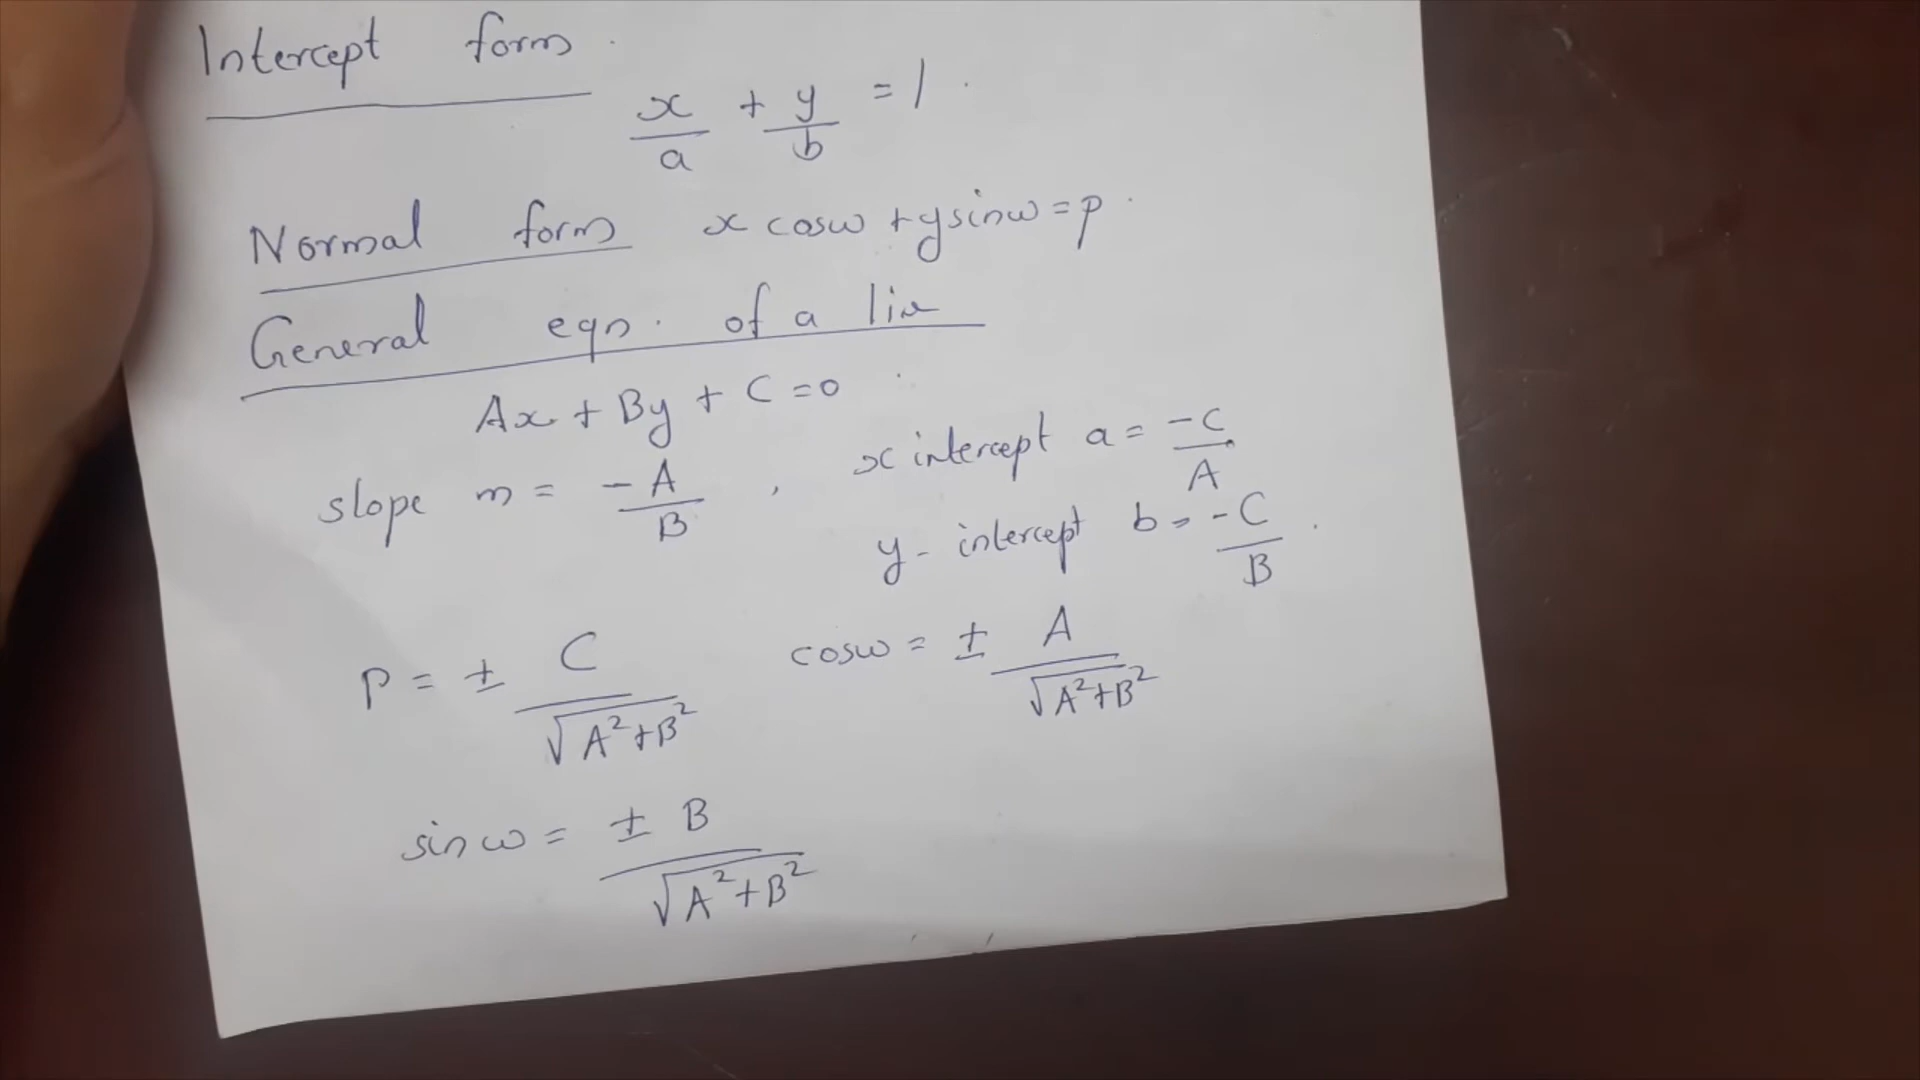 Intercept form.
x/a + y/b = 1.
Normal form x cosω + y sinω = p.
General eqn. of a line
Ax + By + C = 0
slope m = -A/B, x intercept a = -C/A
y - intercept b = -C/B.
P = ± C/√A²+B² cosω = ± A/√A²+B²
sin ω = ± B/√A²+B²